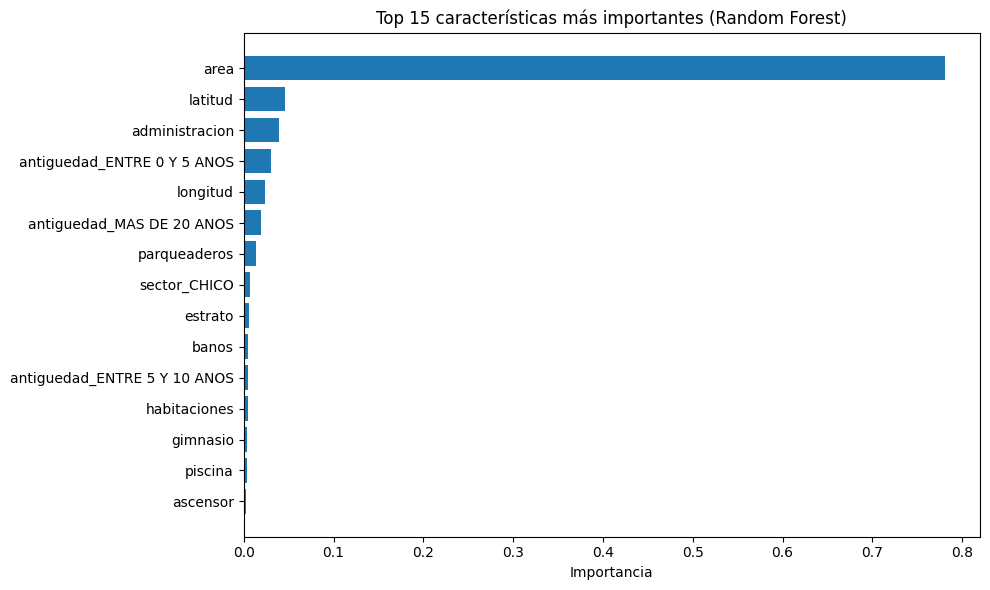 Top 15 características más importantes (Random Forest)
area
latitud
administracion
antiguedad_ENTRE 0 Y 5 ANOS
longitud
antiguedad_MAS DE 20 ANOS
parqueaderos
sector_CHICO
estrato
banos
antiguedad_ENTRE 5 Y 10 ANOS
habitaciones
gimnasio
piscina
ascensor
0.0 0.1 0.2 0.3 0.4 0.5 0.6 0.7 0.8
Importancia